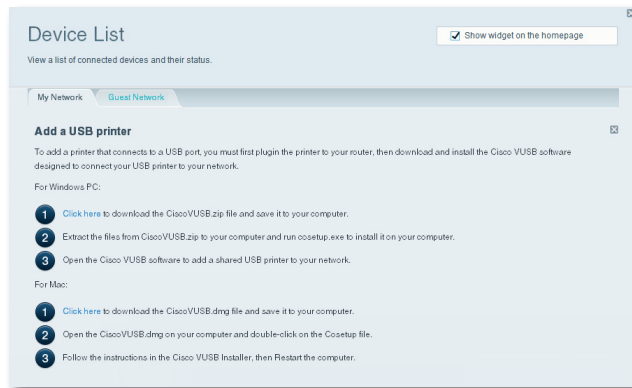 Device List
Show widget on the homepage
View a list of connected devices and their status.
My Network
Guest Network
Add a USB printer
To add a printer that connects to a USB port, you must first plugin the printer to your router, then download and install the Cisco VUSB software
designed to connect your USB printer to your network.
For Windows PC:
1 Click here to download the CiscoVUSB.zip file and save it to your computer.
2 Extract the files from CiscoVUSB.zip to your computer and run cosetup.exe to install it on your computer.
3 Open the Cisco VUSB software to add a shared USB printer to your network.
For Mac:
1 Click here to download the CiscoVUSB.dmg file and save it to your computer.
2 Open the CiscoVUSB.dmg on your computer and double-click on the Cosetup file.
3 Follow the instructions in the Cisco VUSB Installer, then Restart the computer.